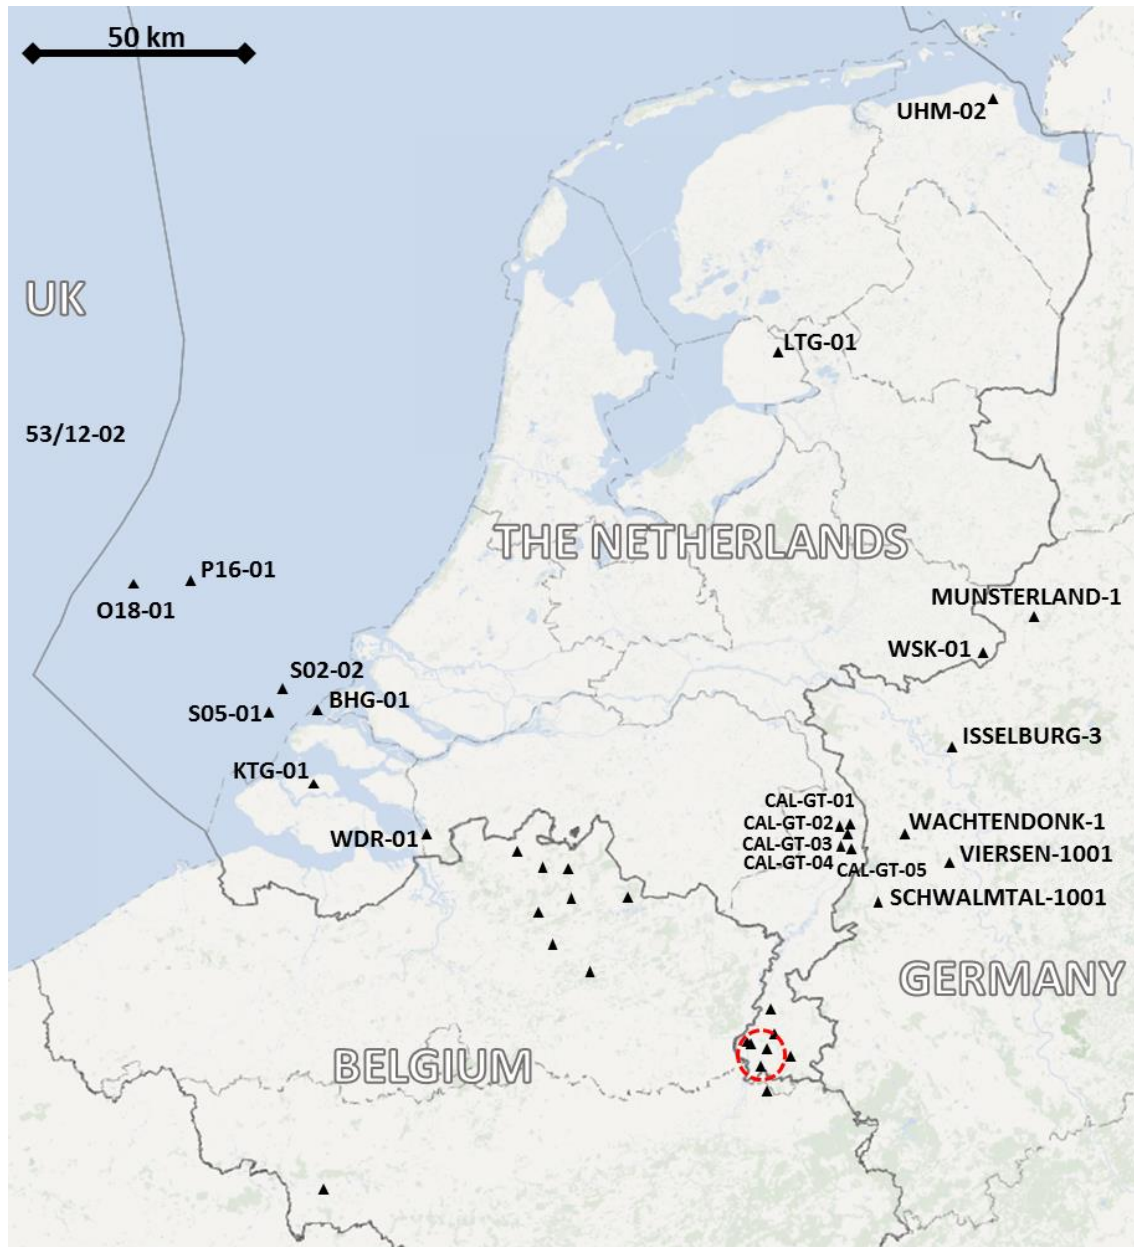 50 km
UHM-02
UK
LTG-01
53/12-02
THE NETHERLANDS
P16-01
O18-01
MUNSTERLAND-1
WSK-01
S02-02
BHG-01
S05-01
ISSELBURG-3
KTG-01
CAL-GT-01
CAL-GT-02
WACHTENDONK-1
WDR-01
CAL-GT-03
VIERSEN-1001
CAL-GT-04
CAL-GT-05
SCHWALMTAL-1001
GERMANY
BELGIUM